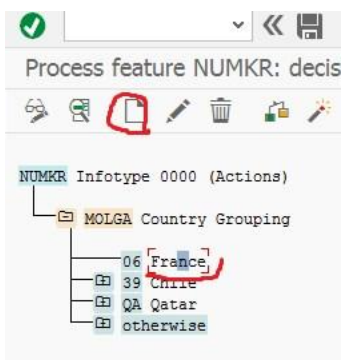 Process feature NUMKR: decis
NUMKR Infotype 0000 (Actions)
MOLGA Country Grouping
06 France
39 Chile
QA Qatar
otherwise